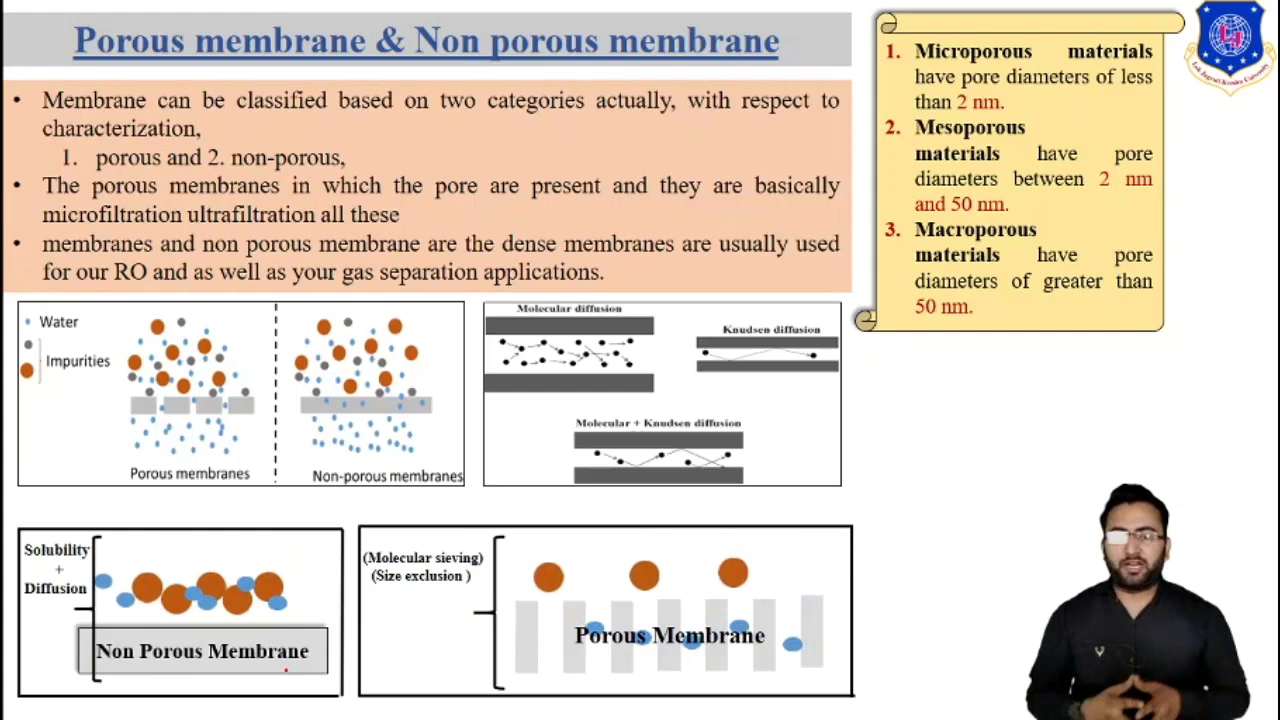 Porous membrane & Non porous membrane
• Membrane can be classified based on two categories actually, with respect to
characterization,
1. porous and 2. non-porous,
• The porous membranes in which the pore are present and they are basically
microfiltration ultrafiltration all these
• membranes and non porous membrane are the dense membranes are usually used
for our RO and as well as your gas separation applications.
1. Microporous materials
have pore diameters of less
than 2 nm.
2. Mesoporous
materials have pore
diameters between 2 nm
and 50 nm.
3. Macroporous
materials have pore
diameters of greater than
50 nm.
Water
Impurities
Porous membranes
Non-porous membranes
Molecular diffusion
Knudsen diffusion
Molecular + Knudsen diffusion
Solubility
+
Diffusion
Non Porous Membrane
(Molecular sieving)
(Size exclusion )
Porous Membrane